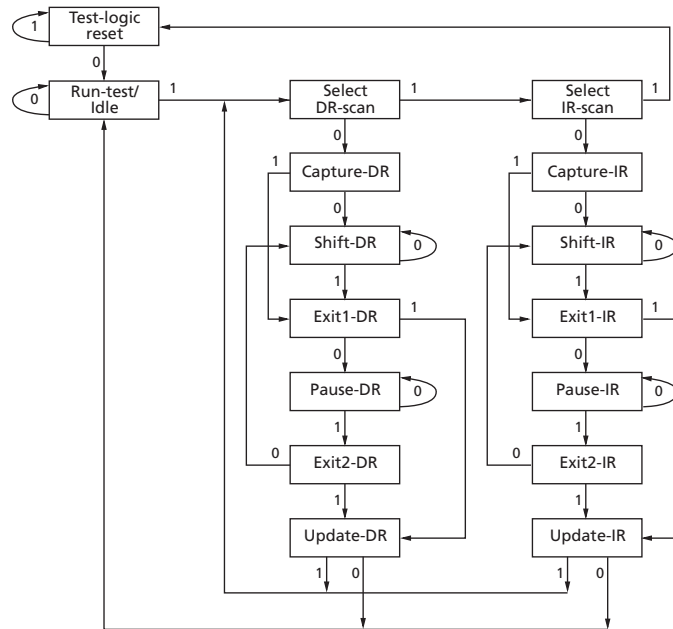 Test-logic
reset
1
0
Run-test/
Idle
0
1
Select
DR-scan
1
Select
IR-scan
1
0
0
1
Capture-DR
1
Capture-IR
0
0
Shift-DR
0
Shift-IR
0
1
1
Exit1-DR
1
Exit1-IR
1
0
0
Pause-DR
0
Pause-IR
0
1
1
0
Exit2-DR
0
Exit2-IR
1
1
Update-DR
Update-IR
1
0
1
0